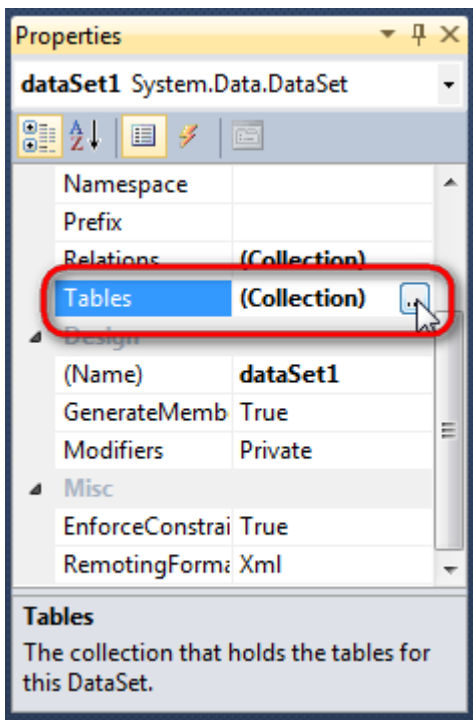 Properties
dataSet1 System.Data.DataSet
Namespace
Prefix
Relations (Collection)
Tables (Collection) ...
Design
(Name) dataSet1
GenerateMemb True
Modifiers Private
Misc
EnforceConstrai True
RemotingForma Xml
Tables
The collection that holds the tables for
this DataSet.